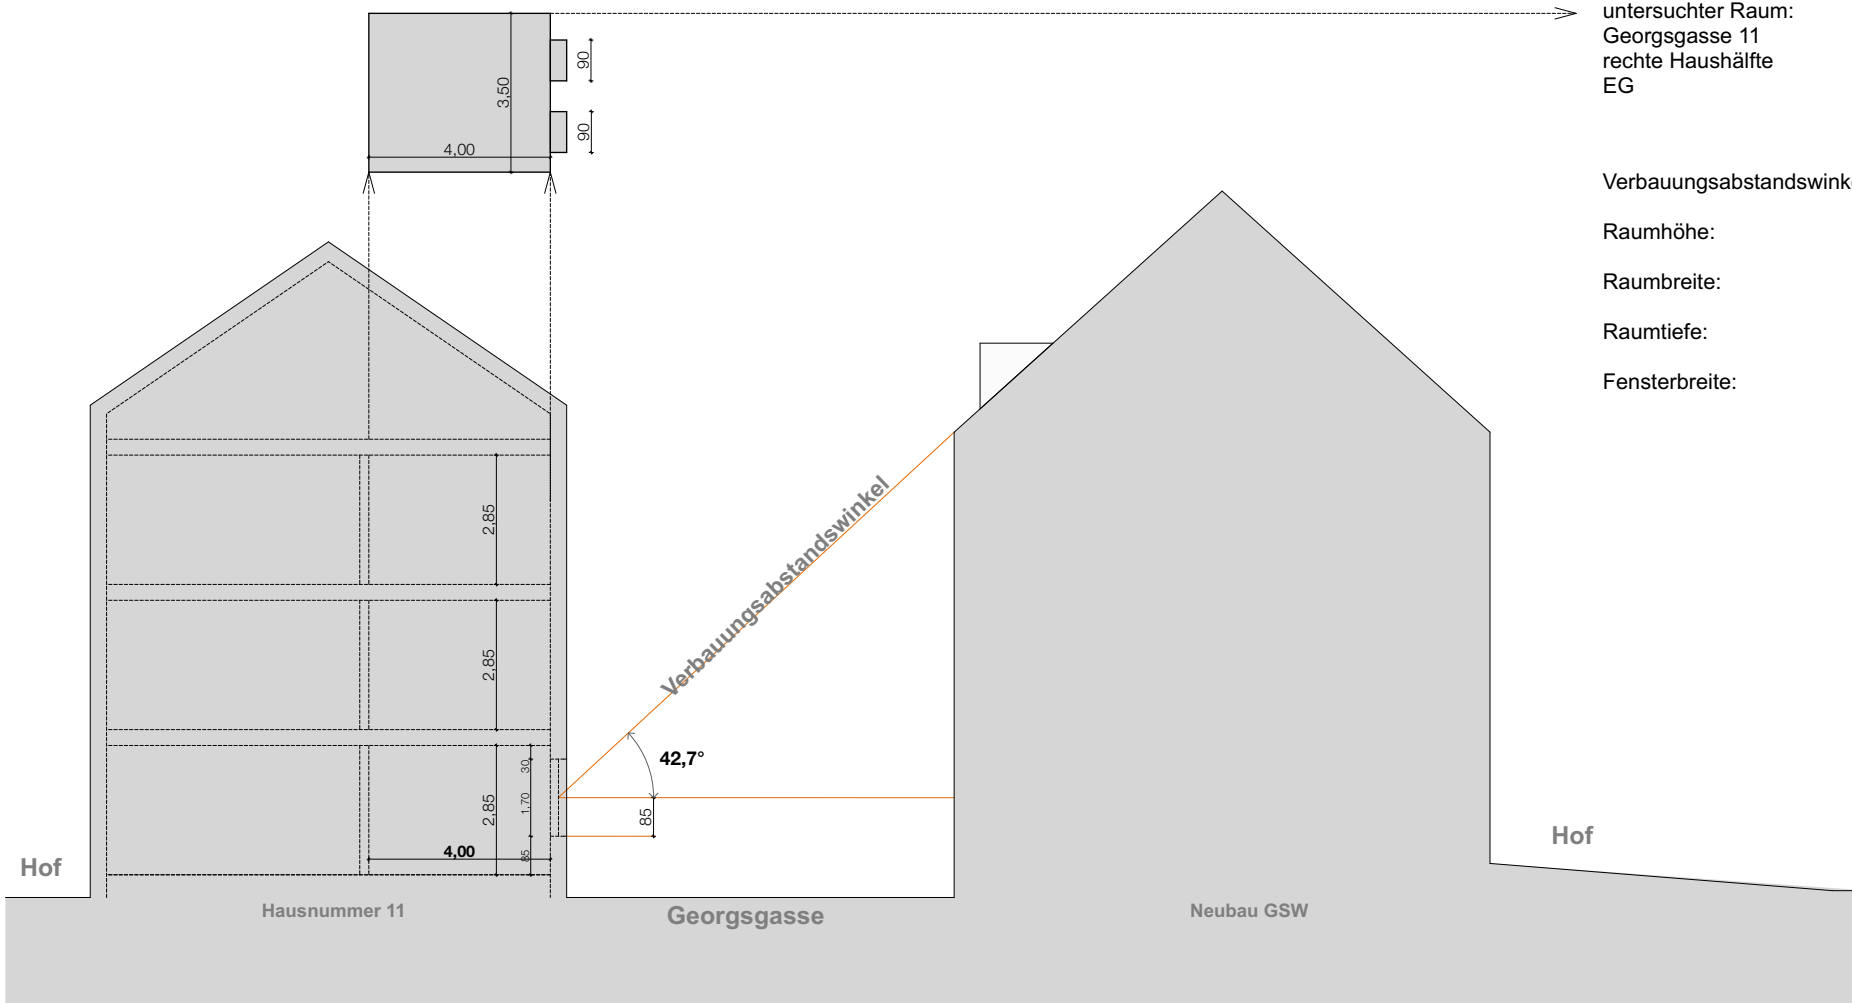 untersuchter Raum:
Georgsgasse 11
rechte Haushälfte
EG
90
3,50
90
4,00
Verbauungsabstandswinke
Raumhöhe:
Raumbreite:
Raumtiefe:
Fensterbreite:
2,85
Verbauungsabstandswinkel
2,85
42,7°
30
2,85
1,70
85
4,00
85
Hof
Hof
Hausnummer 11
Georgsgasse
Neubau GSW